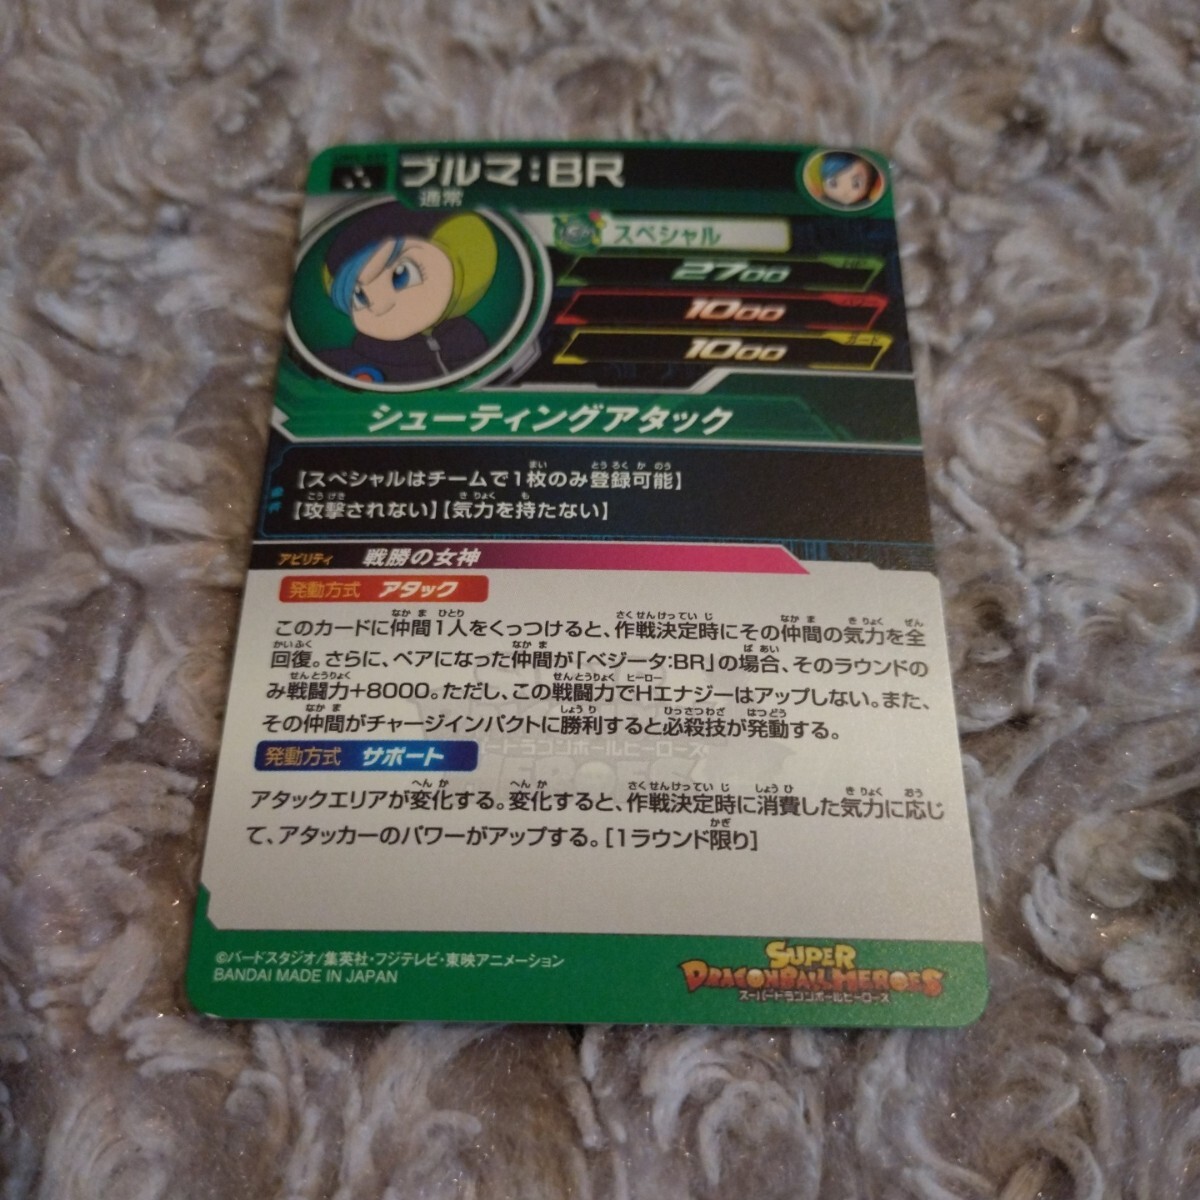 ブルマ:BR
通常
スペシャル
2700
1000
ガード
1000
シューティングアタック
【スペシャルはチームで1枚のみ登録可能】
【攻撃されない】【気力を持たない】
アビリティ 戦勝の女神
発動方式 アタック
このカードに仲間1人をくっつけると、作戦決定時にその仲間の気力を全
回復。さらに、ペアになった仲間が「ベジータ:BR」の場合、そのラウンドの
み戦闘力+8000。ただし、この戦闘力でHエナジーはアップしない。また、
その仲間がチャージインパクトに勝利すると必殺技が発動する。
発動方式 サポート
アタックエリアが変化する。変化すると、作戦決定時に消費した気力に応じ
て、アタッカーのパワーがアップする。[1ラウンド限り]
©バードスタジオ/集英社・フジテレビ・東映アニメーション
BANDAI MADE IN JAPAN
SUPER
DRAGONBALL HEROES
スーパードラゴンボールヒーローズ